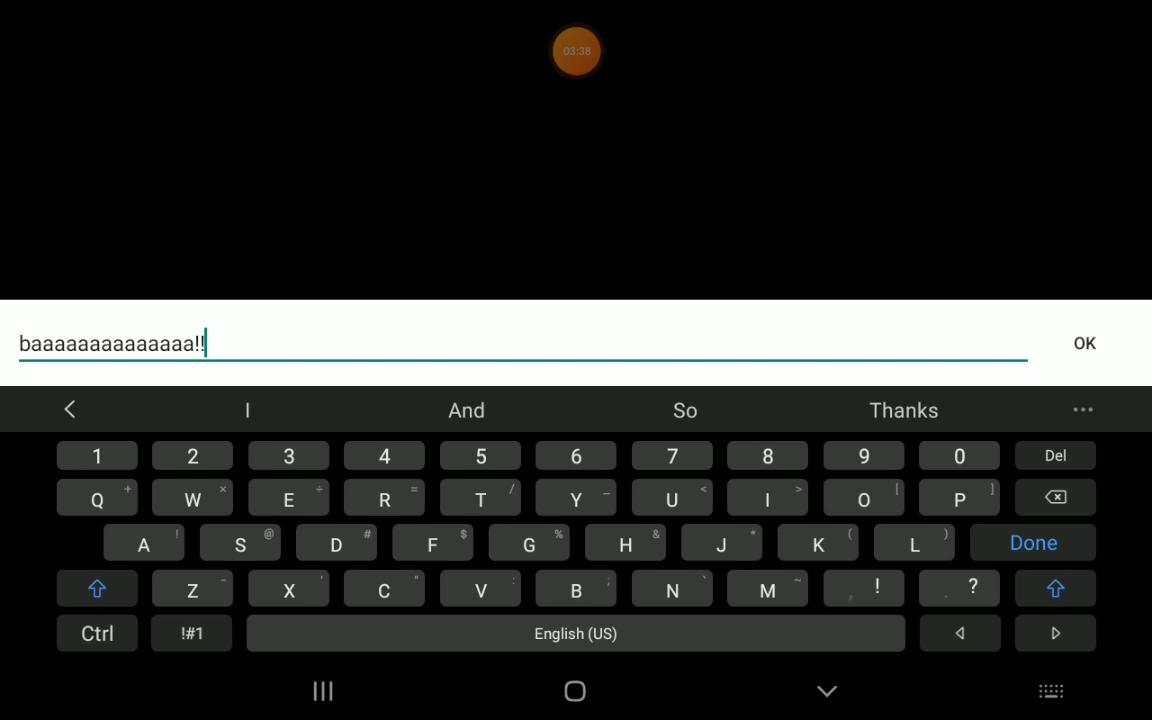 03:38
baaaaaaaaaaaaaa!!
OK
I And So Thanks
1 2 3 4 5 6 7 8 9 0 Del
Q + W × E ÷ R = T / Y _ U < I > O [ P ]
A ! S @ D # F $ G % H & J * K ( L ) Done
Z - X ' C " V : B ; N ` M ~ , ! . ?
Ctrl !#1 English (US)